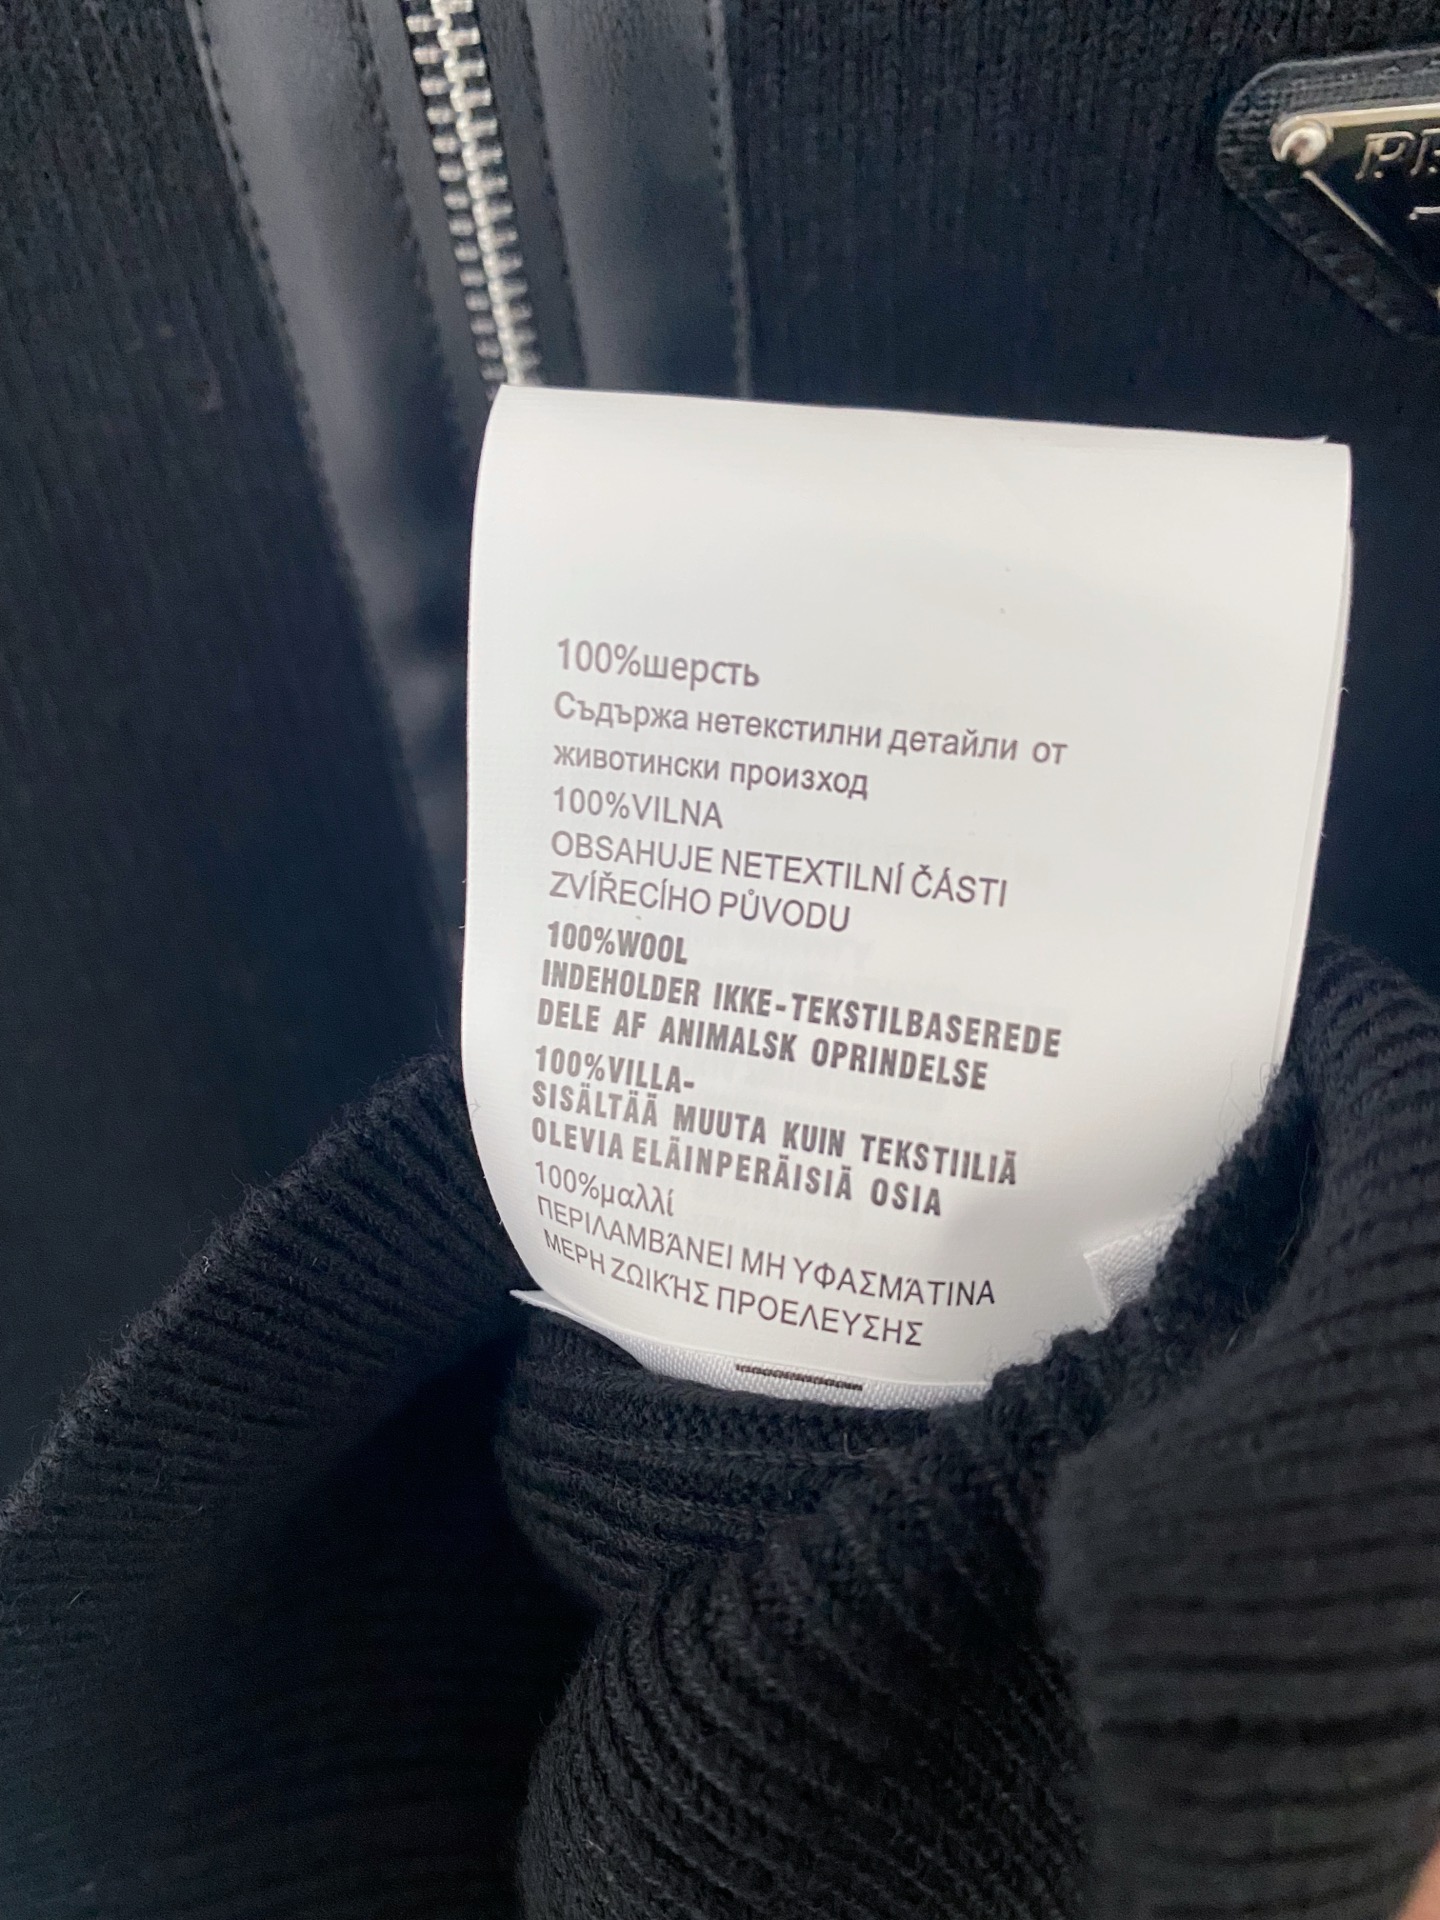 100%шерсть
Съдържа нетекстилни детайли от
животински произход
100%VILNA
OBSAHUJE NETEXTILNÍ ČÁSTI
ZVÍŘECÍHO PŮVODU
100%WOOL
INDEHOLDER IKKE-TEKSTILBASEREDE
DELE AF ANIMALSK OPRINDELSE
100%VILLA-
SISÄLTÄÄ MUUTA KUIN TEKSTIILIÄ
OLEVIA ELÄINPERÄISIÄ OSIA
100%μαλλί
ΠΕΡΙΛΑΜΒΆΝΕΙ ΜΗ ΥΦΑΣΜΆΤΙΝΑ
ΜΕΡΗ ΖΩΙΚΉΣ ΠΡΟΕΛΕΥΣΗΣ